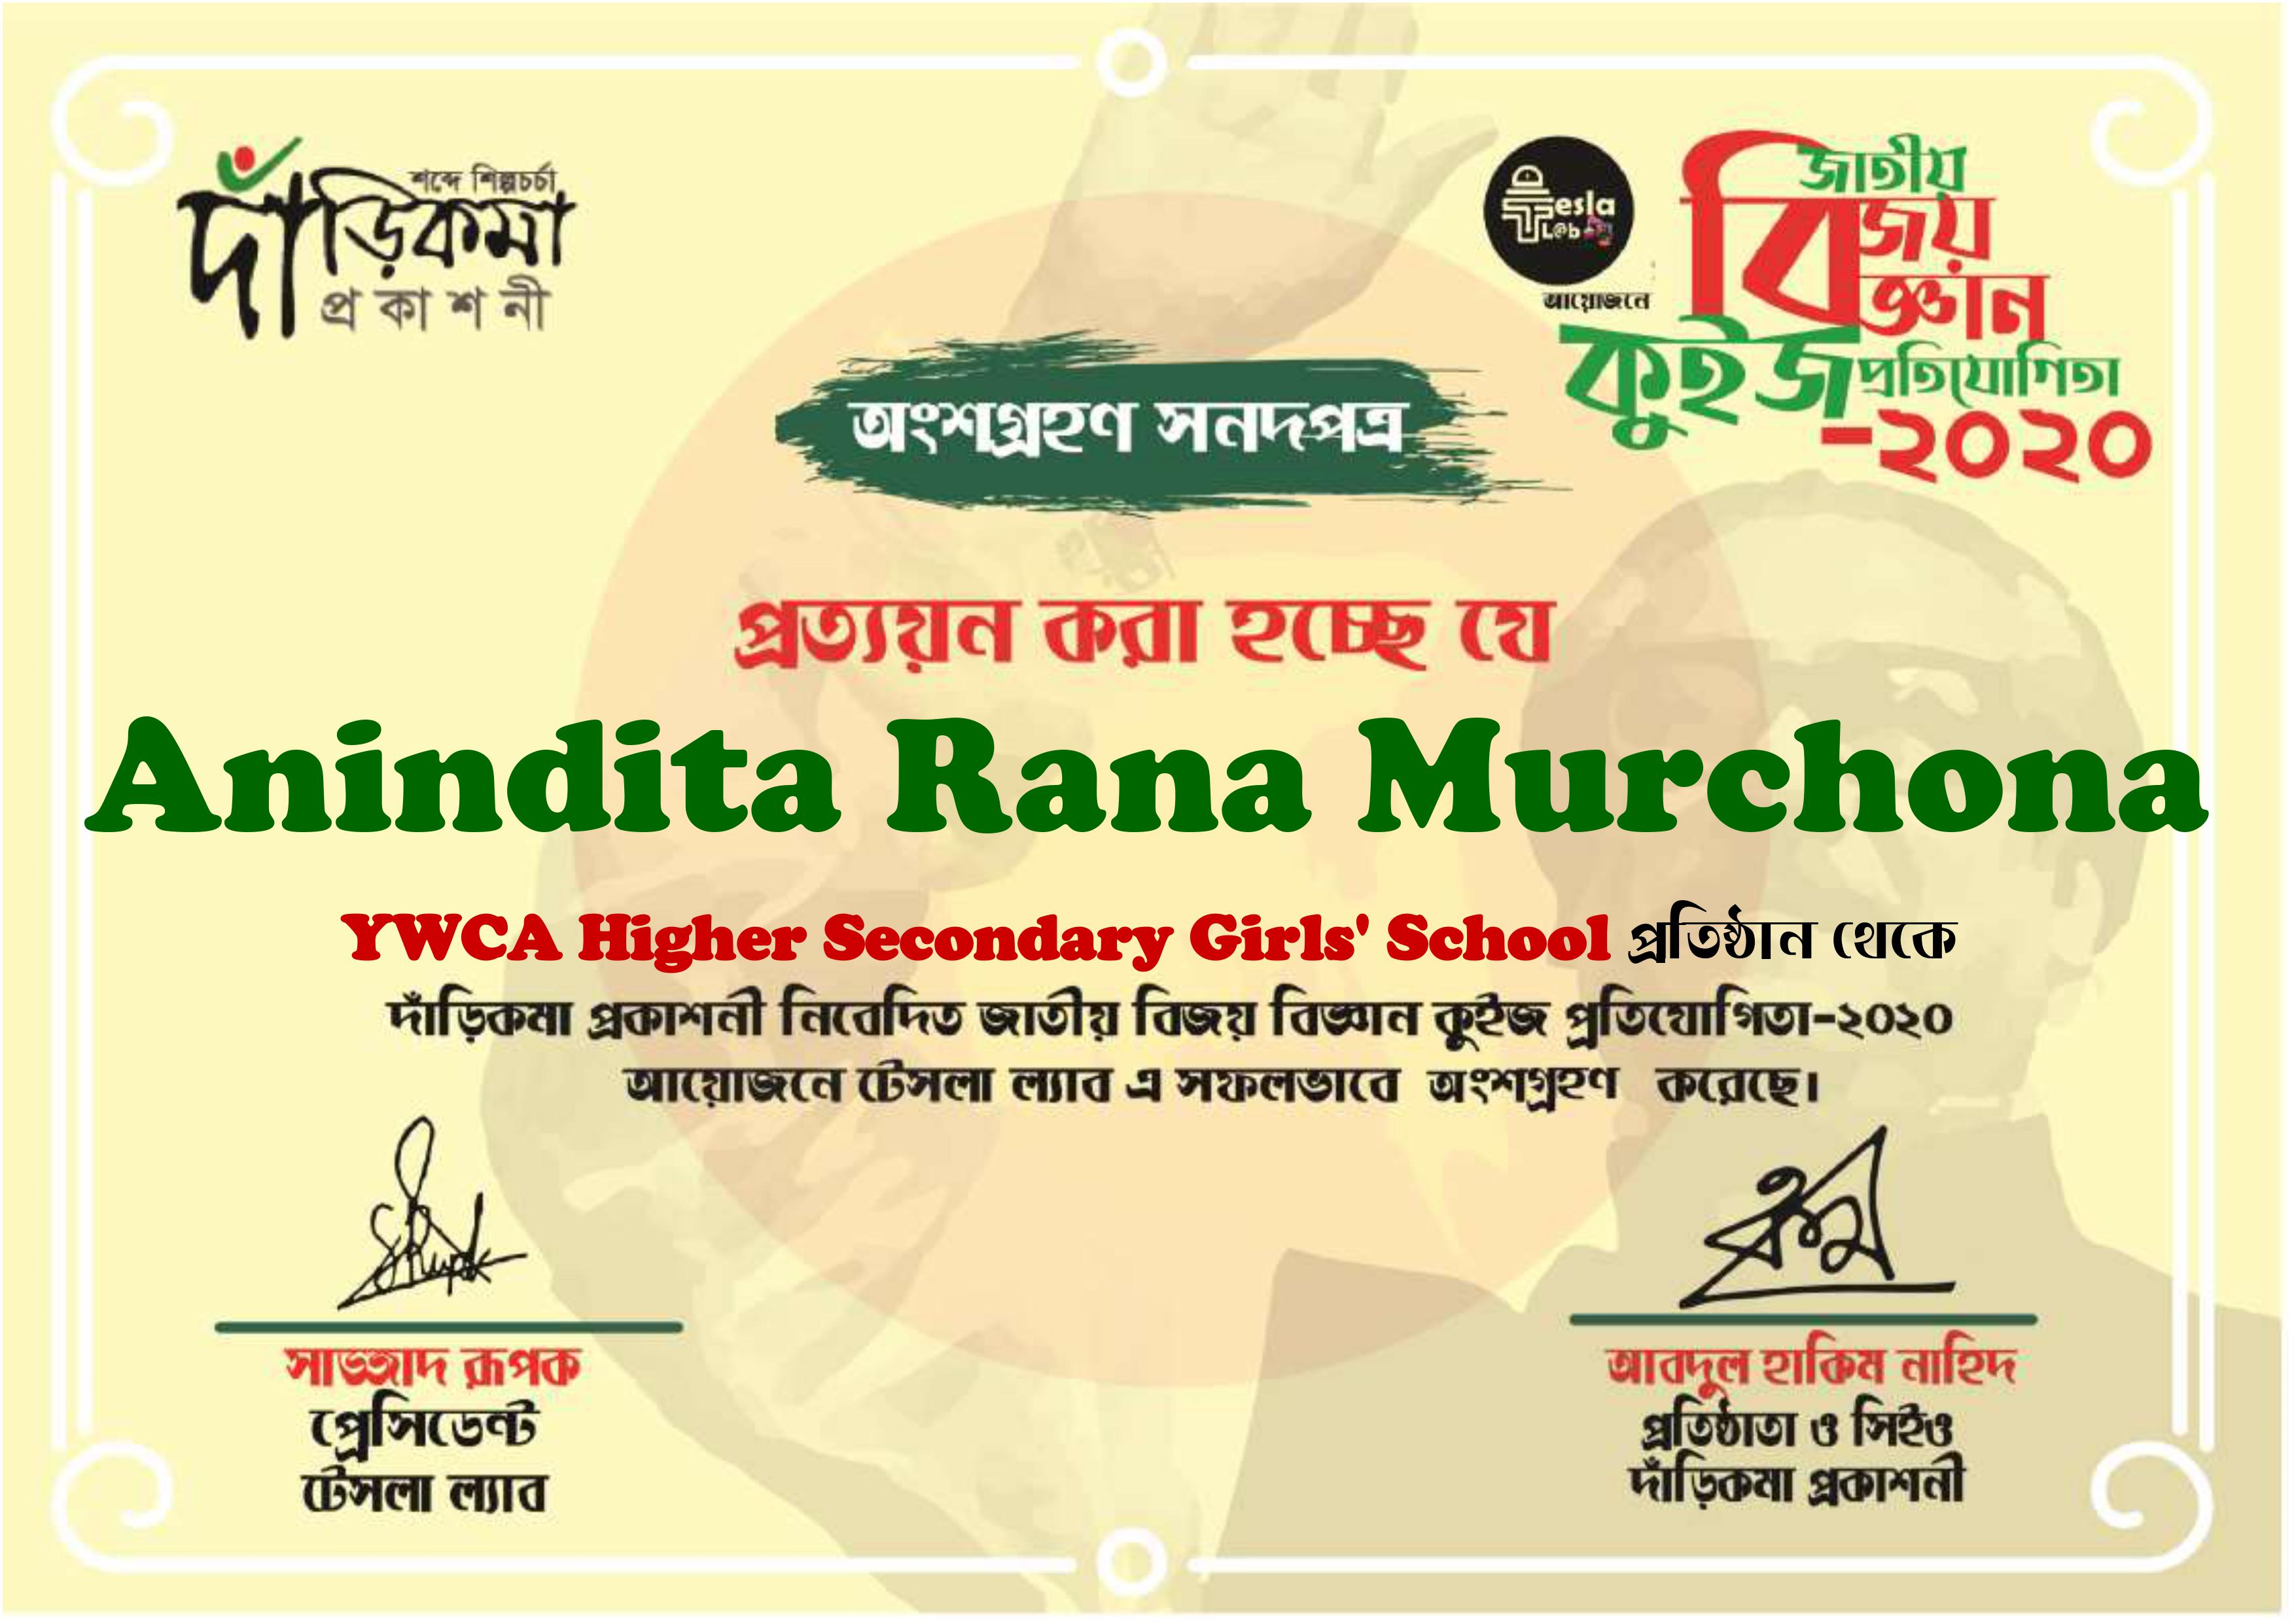 শব্দে শিল্পচর্চা
দাঁড়িকমা
প্রকাশনী
Tesla
L@b
আয়োজনে
জাতীয়
বিজয়
বিজ্ঞান
কুইজ প্রতিযোগিতা
-২০২০
অংশগ্রহণ সনদপত্র
প্রত্যয়ন করা হচ্ছে যে
Anindita Rana Murchona
YWCA Higher Secondary Girls' School প্রতিষ্ঠান থেকে
দাঁড়িকমা প্রকাশনী নিবেদিত জাতীয় বিজয় বিজ্ঞান কুইজ প্রতিযোগিতা-২০২০
আয়োজনে টেসলা ল্যাব এ সফলভাবে অংশগ্রহণ করেছে।
সাজ্জাদ রূপক
প্রেসিডেন্ট
টেসলা ল্যাব
আবদুল হাকিম নাহিদ
প্রতিষ্ঠাতা ও সিইও
দাঁড়িকমা প্রকাশনী